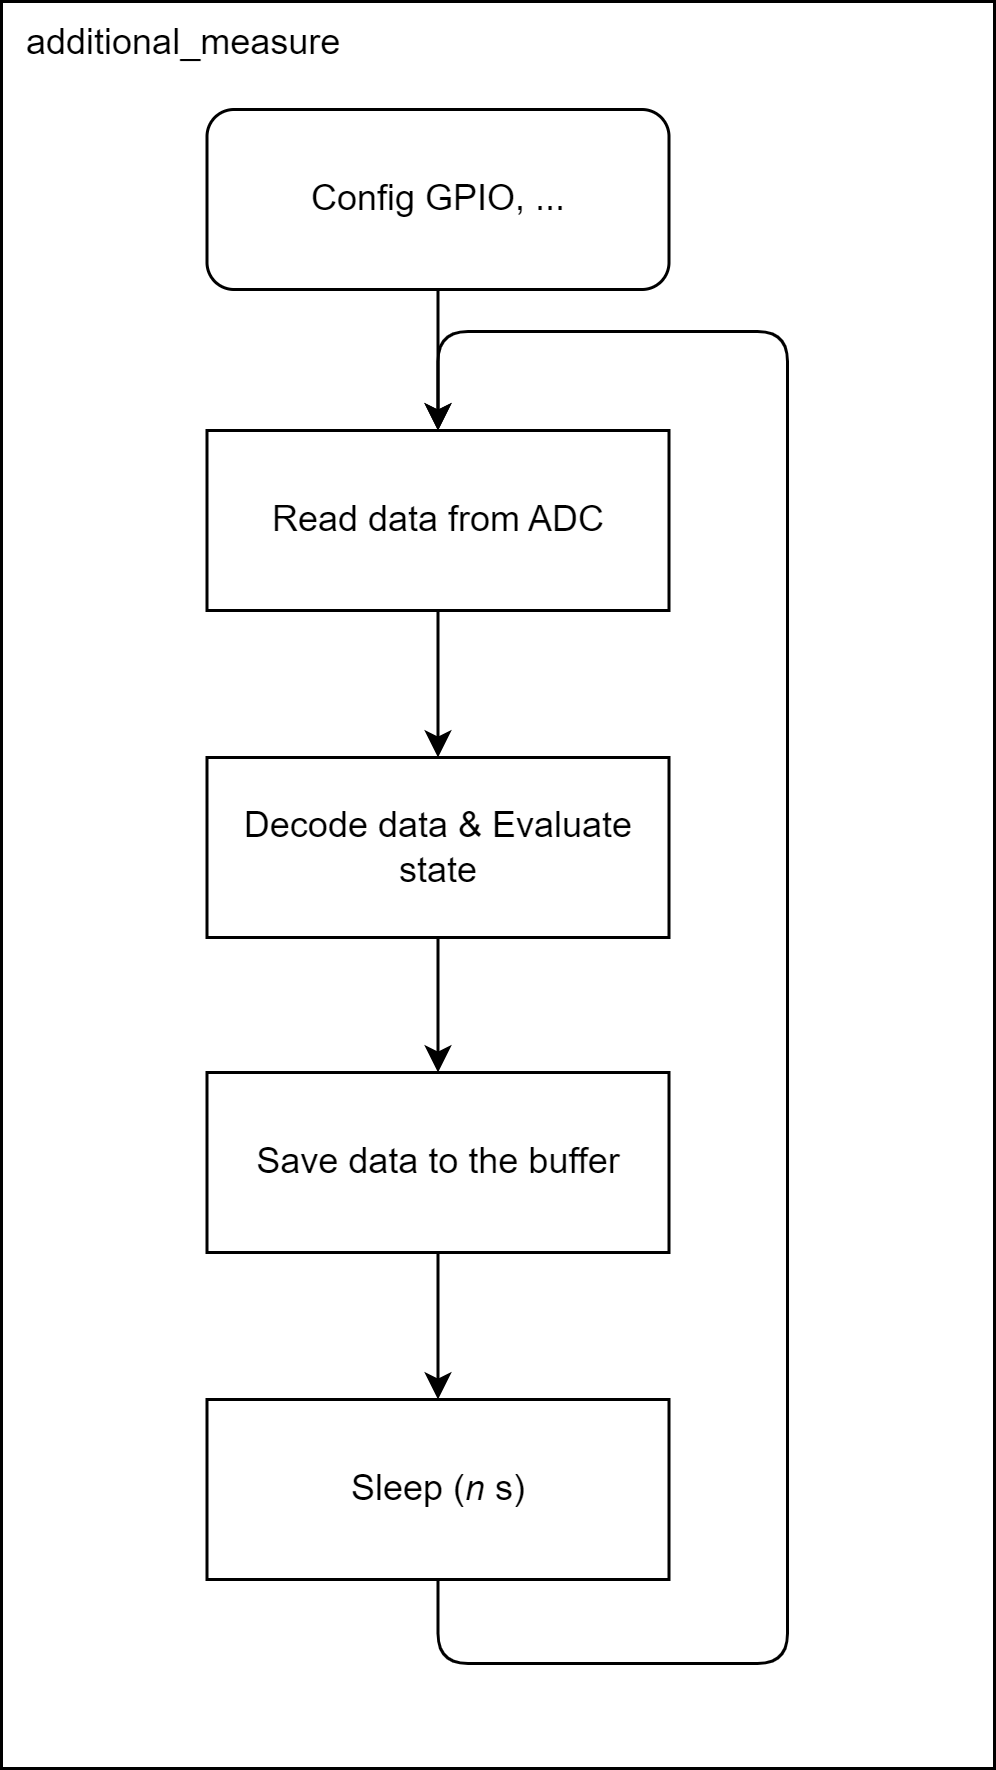 additional_measure
Config GPIO, ...
Read data from ADC
Decode data & Evaluate
state
Save data to the buffer
Sleep (n s)